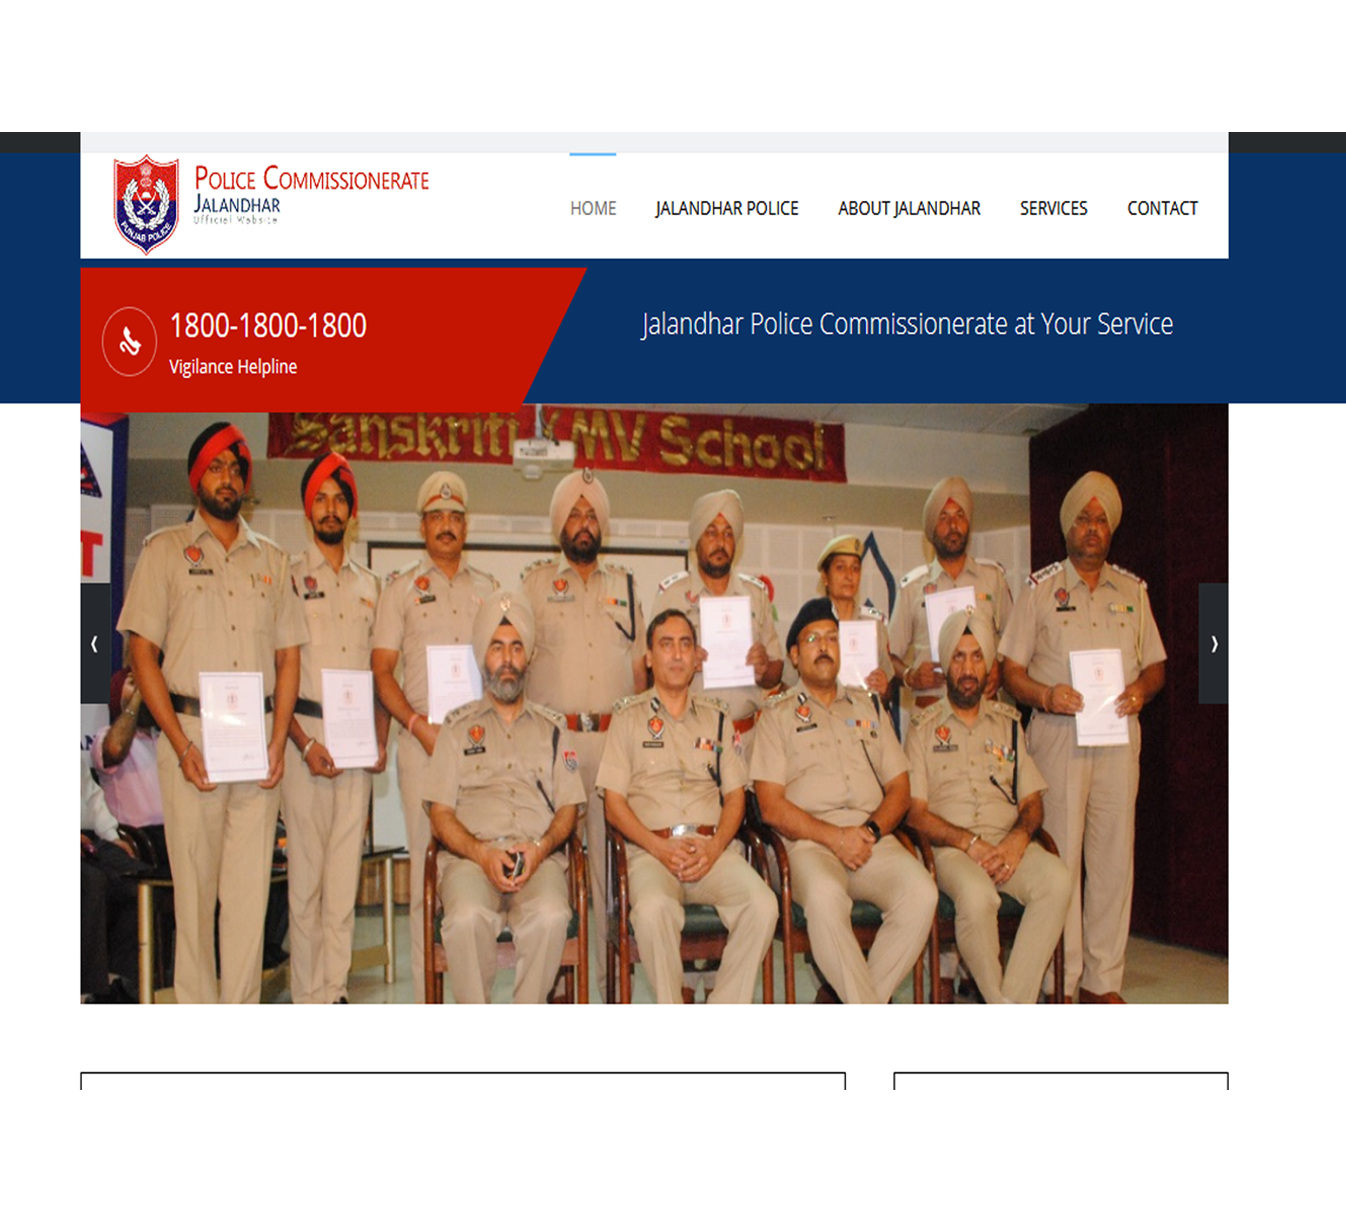 POLICE COMMISSIONERATE
JALANDHAR
Official Website
PUNJAB POLICE
HOME
JALANDHAR POLICE
ABOUT JALANDHAR
SERVICES
CONTACT
1800-1800-1800
Vigilance Helpline
Jalandhar Police Commissionerate at Your Service
Sanskriti KMV School
T